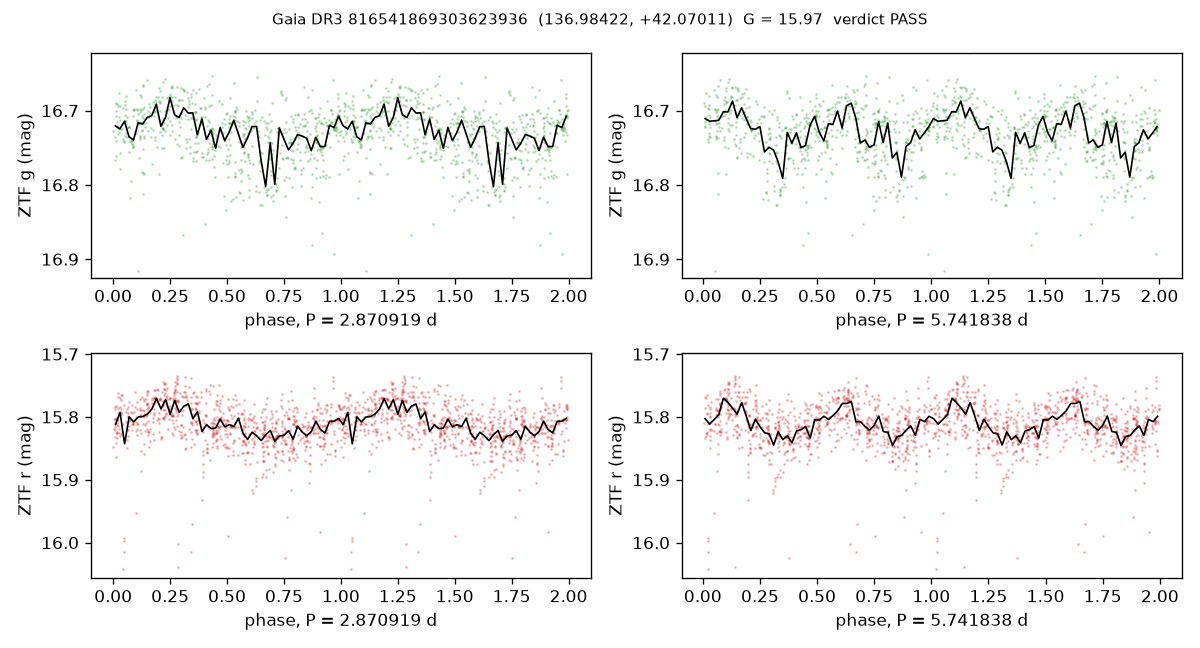 Gaia DR3 816541869303623936 (136.98422, +42.07011) G = 15.97 verdict PASS
ZTF g (mag)
16.7
16.8
16.9
0.00 0.25 0.50 0.75 1.00 1.25 1.50 1.75 2.00
phase, P = 2.870919 d
ZTF g (mag)
16.7
16.8
16.9
0.00 0.25 0.50 0.75 1.00 1.25 1.50 1.75 2.00
phase, P = 5.741838 d
ZTF r (mag)
15.7
15.8
15.9
16.0
0.00 0.25 0.50 0.75 1.00 1.25 1.50 1.75 2.00
phase, P = 2.870919 d
ZTF r (mag)
15.7
15.8
15.9
16.0
0.00 0.25 0.50 0.75 1.00 1.25 1.50 1.75 2.00
phase, P = 5.741838 d